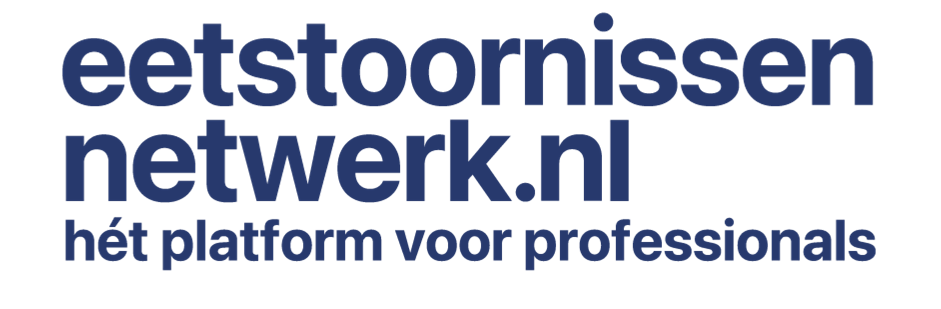 eetstoornissen
netwerk.nl
hét platform voor professionals